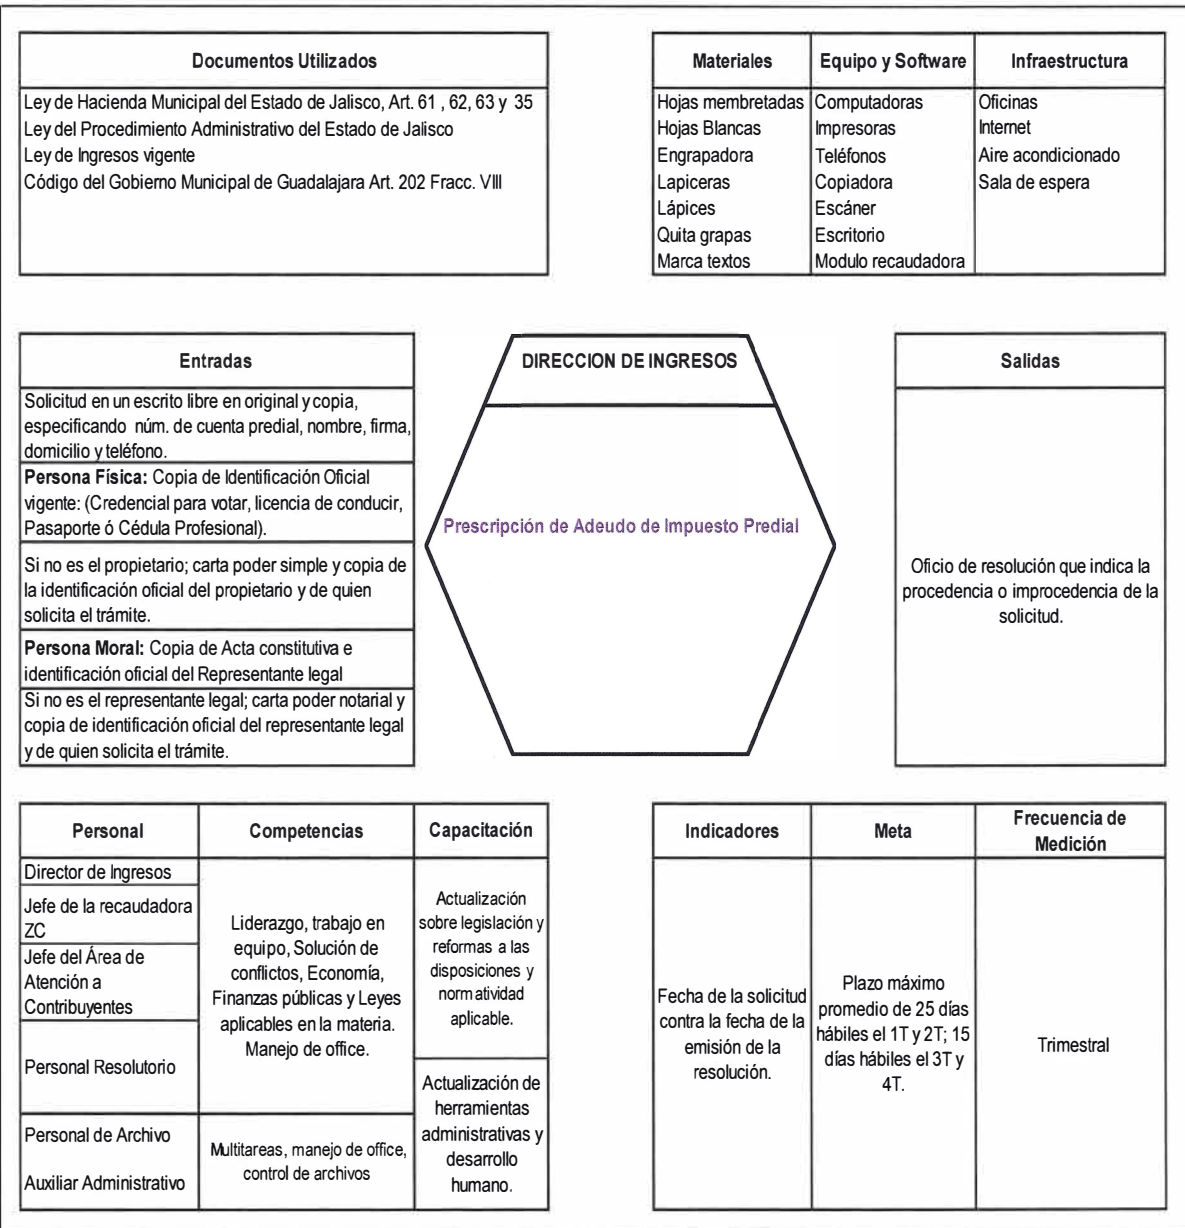 Documentos Utilizados
Ley de Hacienda Municipal del Estado de Jalisco, Art. 61 , 62, 63 y 35
Ley del Procedimiento Administrativo del Estado de Jalisco
Ley de Ingresos vigente
Código del Gobierno Municipal de Guadalajara Art. 202 Fracc. VIII
Materiales
Hojas membretadas
Hojas Blancas
Engrapadora
Lapiceras
Lápices
Quita grapas
Marca textos
Equipo y Software
Computadoras
Impresoras
Teléfonos
Copiadora
Escáner
Escritorio
Modulo recaudadora
Infraestructura
Oficinas
Internet
Aire acondicionado
Sala de espera
Entradas
Solicitud en un escrito libre en original y copia,
especificando núm. de cuenta predial, nombre, firma,
domicilio y teléfono.
Persona Física: Copia de Identificación Oficial
vigente: (Credencial para votar, licencia de conducir,
Pasaporte ó Cédula Profesional).
Si no es el propietario; carta poder simple y copia de
la identificación oficial del propietario y de quien
solicita el trámite.
Persona Moral: Copia de Acta constitutiva e
identificación oficial del Representante legal
Si no es el representante legal; carta poder notarial y
copia de identificación oficial del representante legal
y de quien solicita el trámite.
DIRECCION DE INGRESOS
Prescripción de Adeudo de Impuesto Predial
Salidas
Oficio de resolución que indica la
procedencia o improcedencia de la
solicitud.
Personal
Director de Ingresos
Jefe de la recaudadora
ZC
Jefe del Área de
Atención a
Contribuyentes
Personal Resolutorio
Personal de Archivo
Auxiliar Administrativo
Competencias
Liderazgo, trabajo en
equipo, Solución de
conflictos, Economía,
Finanzas públicas y Leyes
aplicables en la materia.
Manejo de office.
Multitareas, manejo de office,
control de archivos
Capacitación
Actualización
sobre legislación y
reformas a las
disposiciones y
normatividad
aplicable.
Actualización de
herramientas
administrativas y
desarrollo
humano.
Indicadores
Fecha de la solicitud
contra la fecha de la
emisión de la
resolución.
Meta
Plazo máximo
promedio de 25 días
hábiles el 1T y 2T; 15
días hábiles el 3T y
4T.
Frecuencia de
Medición
Trimestral